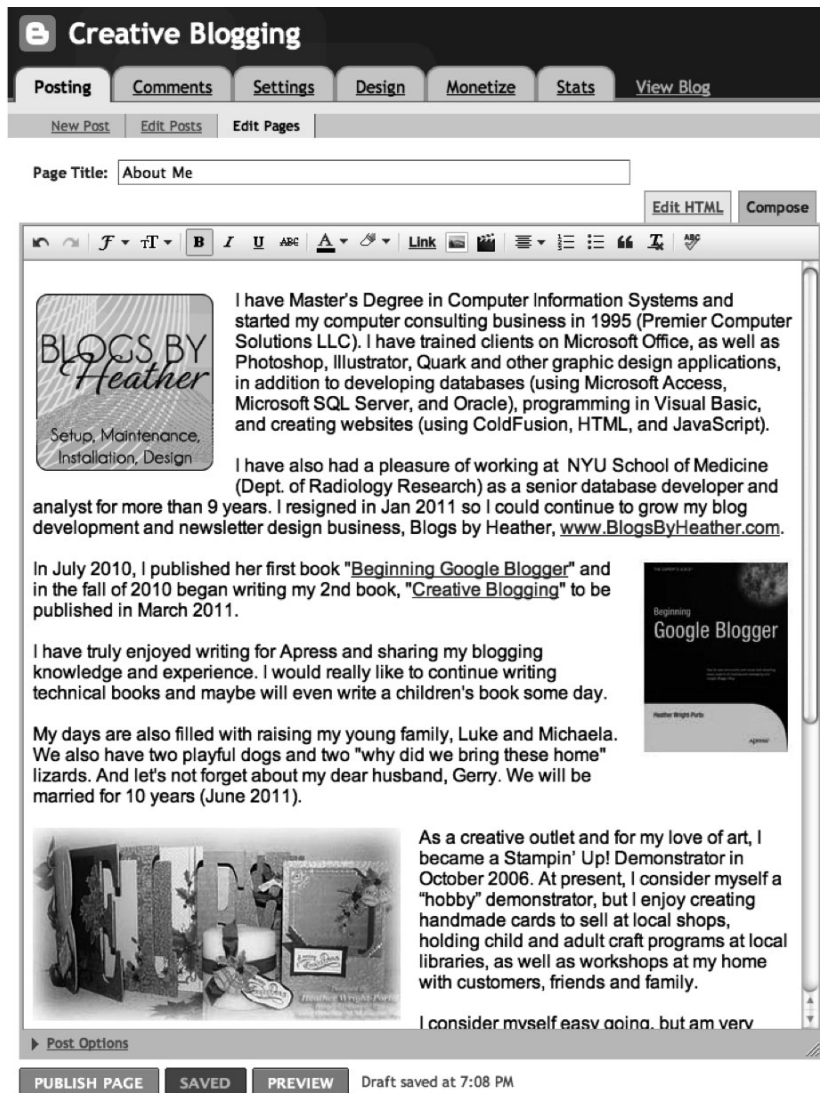 Creative Blogging
Posting Comments Settings Design Monetize Stats View Blog
New Post Edit Posts Edit Pages
Page Title: About Me
Edit HTML Compose
F T B I U ABC A Link ABC
BLOGS BY
Heather
Setup, Maintenance,
Installation, Design
I have Master's Degree in Computer Information Systems and
started my computer consulting business in 1995 (Premier Computer
Solutions LLC). I have trained clients on Microsoft Office, as well as
Photoshop, Illustrator, Quark and other graphic design applications,
in addition to developing databases (using Microsoft Access,
Microsoft SQL Server, and Oracle), programming in Visual Basic,
and creating websites (using ColdFusion, HTML, and JavaScript).
I have also had a pleasure of working at NYU School of Medicine
(Dept. of Radiology Research) as a senior database developer and
analyst for more than 9 years. I resigned in Jan 2011 so I could continue to grow my blog
development and newsletter design business, Blogs by Heather, www.BlogsByHeather.com.
In July 2010, I published her first book "Beginning Google Blogger" and
in the fall of 2010 began writing my 2nd book, "Creative Blogging" to be
published in March 2011.
Beginning
Google Blogger
Heather Wright-Porto
Apress
I have truly enjoyed writing for Apress and sharing my blogging
knowledge and experience. I would really like to continue writing
technical books and maybe will even write a children's book some day.
My days are also filled with raising my young family, Luke and Michaela.
We also have two playful dogs and two "why did we bring these home"
lizards. And let's not forget about my dear husband, Gerry. We will be
married for 10 years (June 2011).
Heather Wright-Porto
As a creative outlet and for my love of art, I
became a Stampin' Up! Demonstrator in
October 2006. At present, I consider myself a
“hobby” demonstrator, but I enjoy creating
handmade cards to sell at local shops,
holding child and adult craft programs at local
libraries, as well as workshops at my home
with customers, friends and family.
I consider myself easy going, but am very
Post Options
PUBLISH PAGE SAVED PREVIEW Draft saved at 7:08 PM